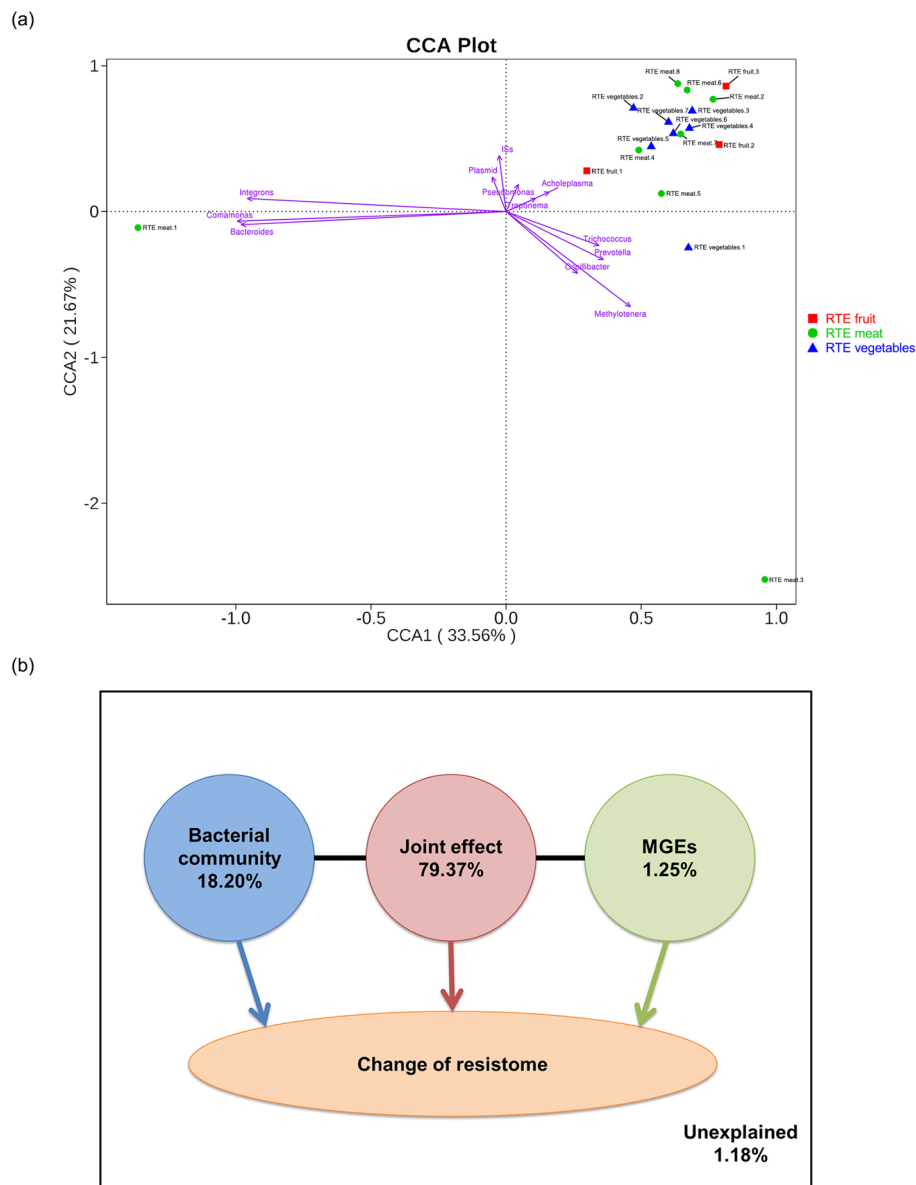 (a)
CCA Plot
1
0
-1
-2
CCA2 ( 21.67%)
RTE meat.8
RTE meat.6
RTE fruit.3
RTE meat.2
RTE vegetables.2
RTE vegetables.7
RTE vegetables.3
RTE vegetables.6
RTE vegetables.4
RTE vegetables.5
RTE meat.7
RTE fruit.2
RTE meat.4
RTE fruit.1
RTE meat.5
ISs
Plasmid
Pseudomonas
Acholeplasma
Integrons
Treponema
Comamonas
RTE meat.1
Bacteroides
Trichococcus
RTE vegetables.1
Prevotella
Oscillibacter
Methylotenera
RTE fruit
RTE meat
RTE vegetables
RTE meat.3
-1.0
-0.5
0.0
0.5
1.0
CCA1 ( 33.56%)
(b)
Bacterial
community
18.20%
Joint effect
79.37%
MGEs
1.25%
Change of resistome
Unexplained
1.18%